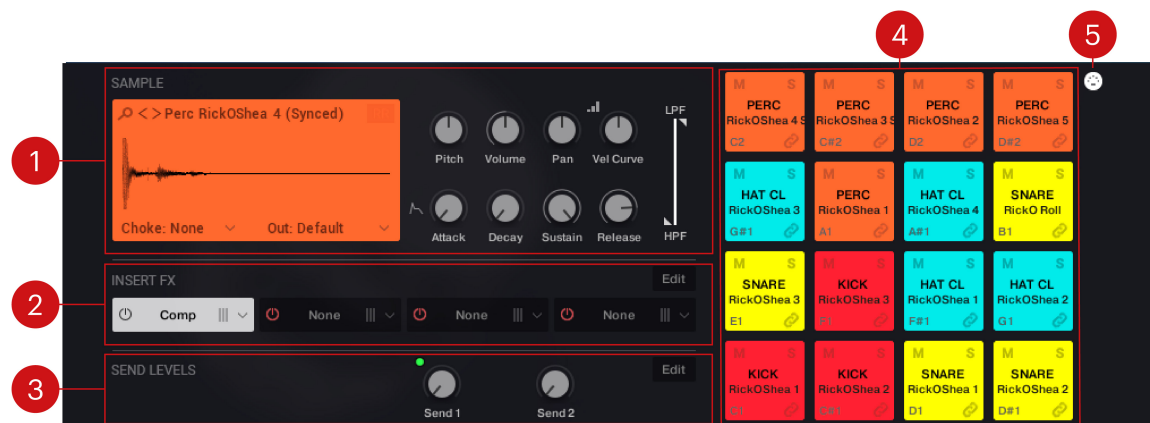 4
5
SAMPLE
< > Perc RickOShea 4 (Synced)
Choke: None
Out: Default
Pitch
Volume
Pan
Vel Curve
LPF
Attack
Decay
Sustain
Release
HPF
1
INSERT FX
Edit
Comp
None
None
None
2
SEND LEVELS
Edit
Send 1
Send 2
3
M S
PERC
RickOShea 4 S
C2
M S
PERC
RickOShea 3 S
C#2
M S
PERC
RickOShea 2
D2
M S
PERC
RickOShea 5
D#2
M S
HAT CL
RickOShea 3
G#1
M S
PERC
RickOShea 1
A1
M S
HAT CL
RickOShea 4
A#1
M S
SNARE
RickO Roll
B1
M S
SNARE
RickOShea 3
E1
M S
KICK
RickOShea 3
F1
M S
HAT CL
RickOShea 1
F#1
M S
HAT CL
RickOShea 2
G1
M S
KICK
RickOShea 1
M S
KICK
RickOShea 2
M S
SNARE
RickOShea 1
D1
M S
SNARE
RickOShea 2
D#1